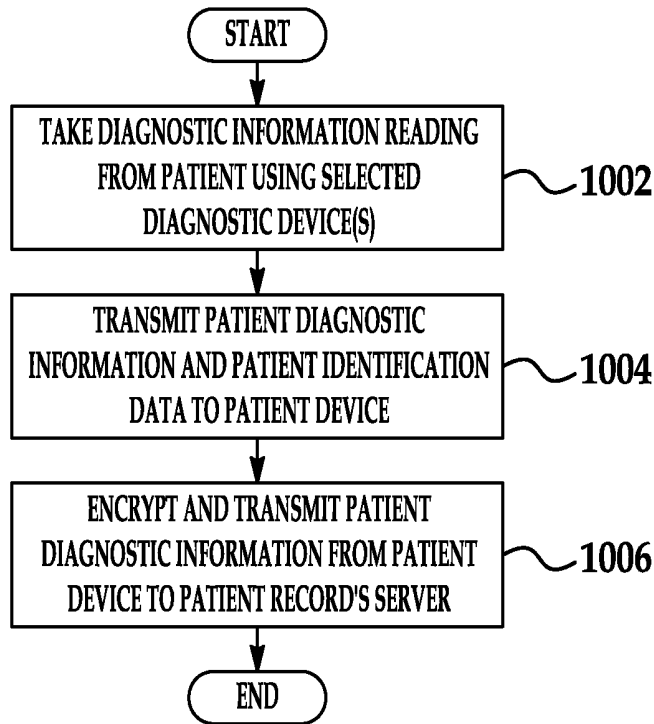 START
TAKE DIAGNOSTIC INFORMATION READING
FROM PATIENT USING SELECTED
DIAGNOSTIC DEVICE(S)
1002
TRANSMIT PATIENT DIAGNOSTIC
INFORMATION AND PATIENT IDENTIFICATION
DATA TO PATIENT DEVICE
1004
ENCRYPT AND TRANSMIT PATIENT
DIAGNOSTIC INFORMATION FROM PATIENT
DEVICE TO PATIENT RECORD'S SERVER
1006
END